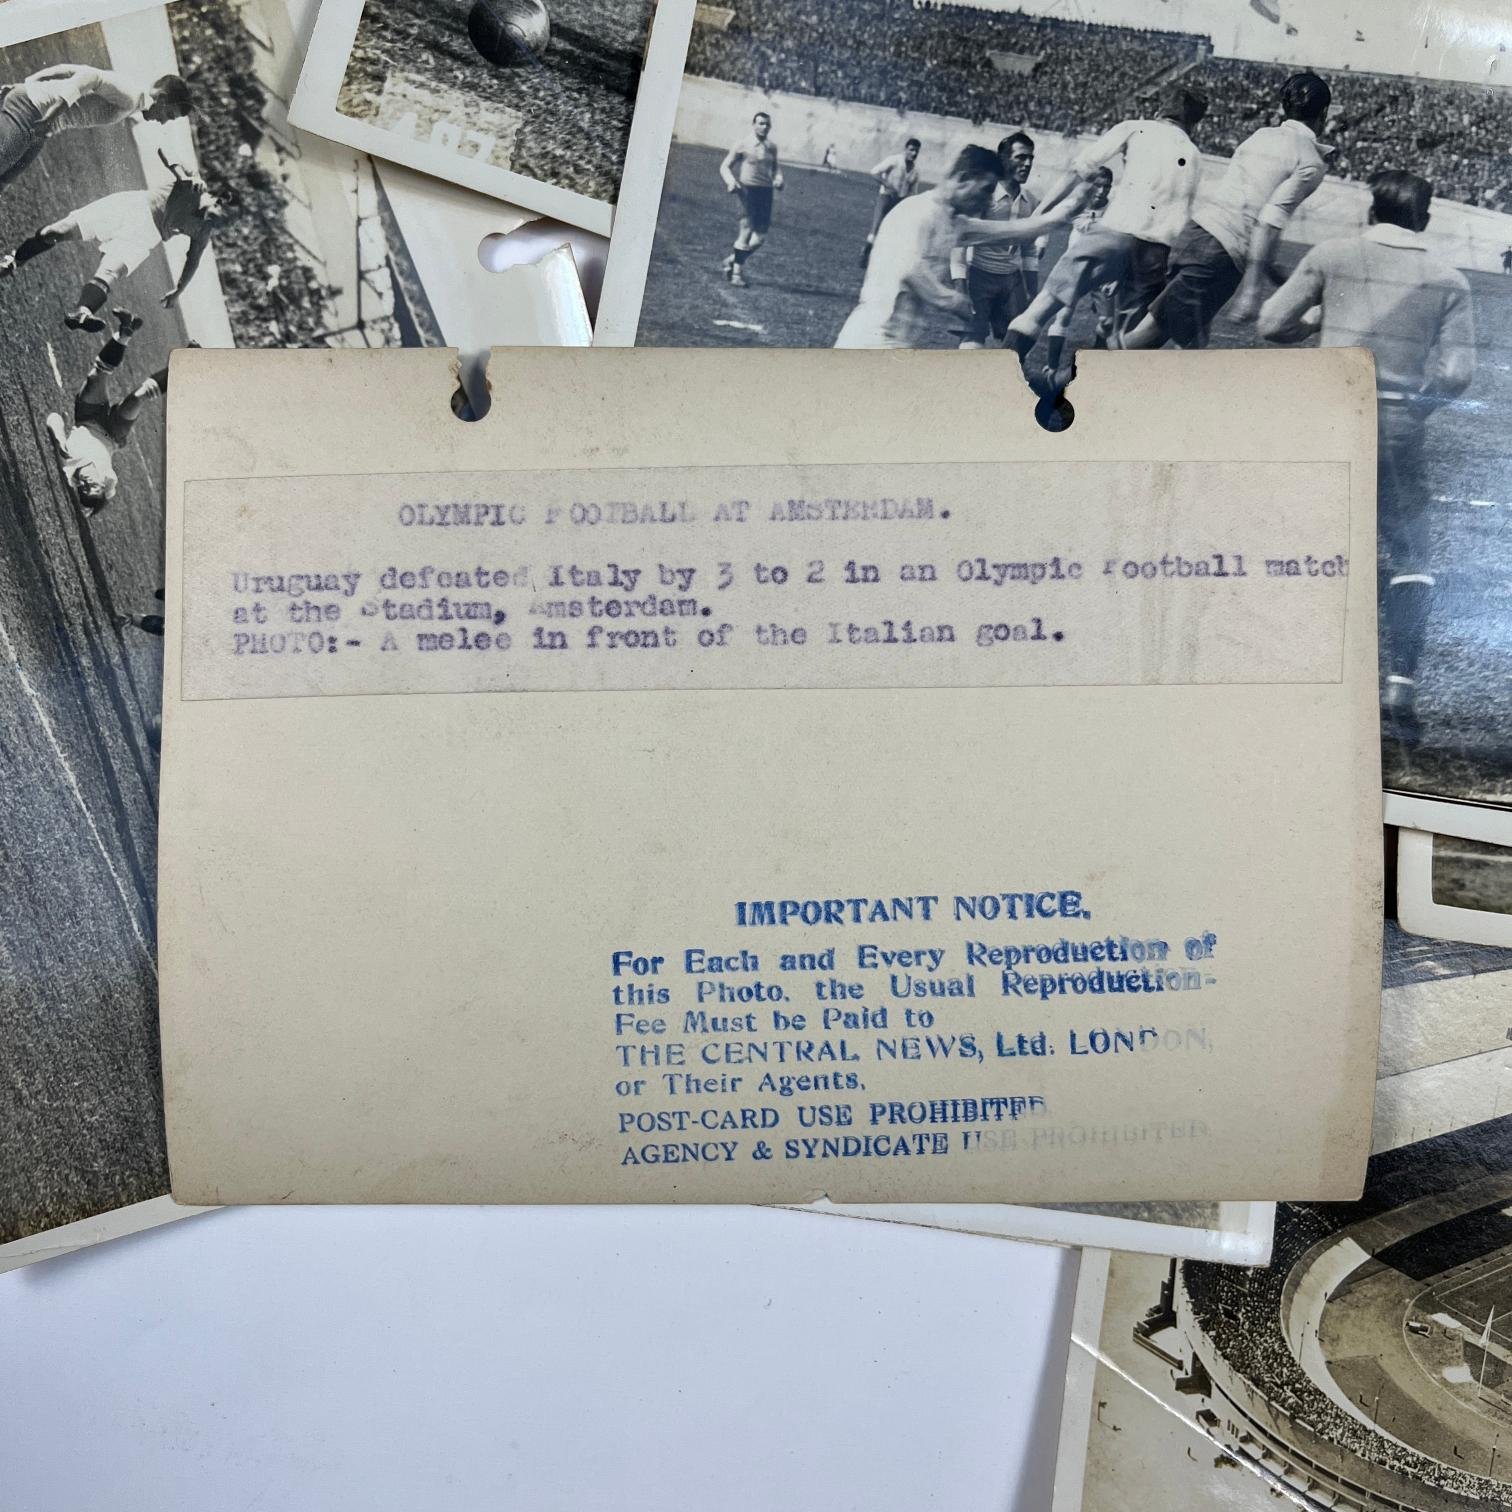 OLYMPIC FOOTBALL AT AMSTERDAM.
Uruguay defeated Italy by 3 to 2 in an Olympic Football match
at the Stadium, Amsterdam.
PHOTO:- A melee in front of the Italian goal.
IMPORTANT NOTICE.
For Each and Every Reproduction of
this Photo. the Usual Reproduction-
Fee Must be Paid to
THE CENTRAL NEWS, Ltd. LONDON,
or Their Agents.
POST-CARD USE PROHIBITED
AGENCY & SYNDICATE USE PROHIBITED